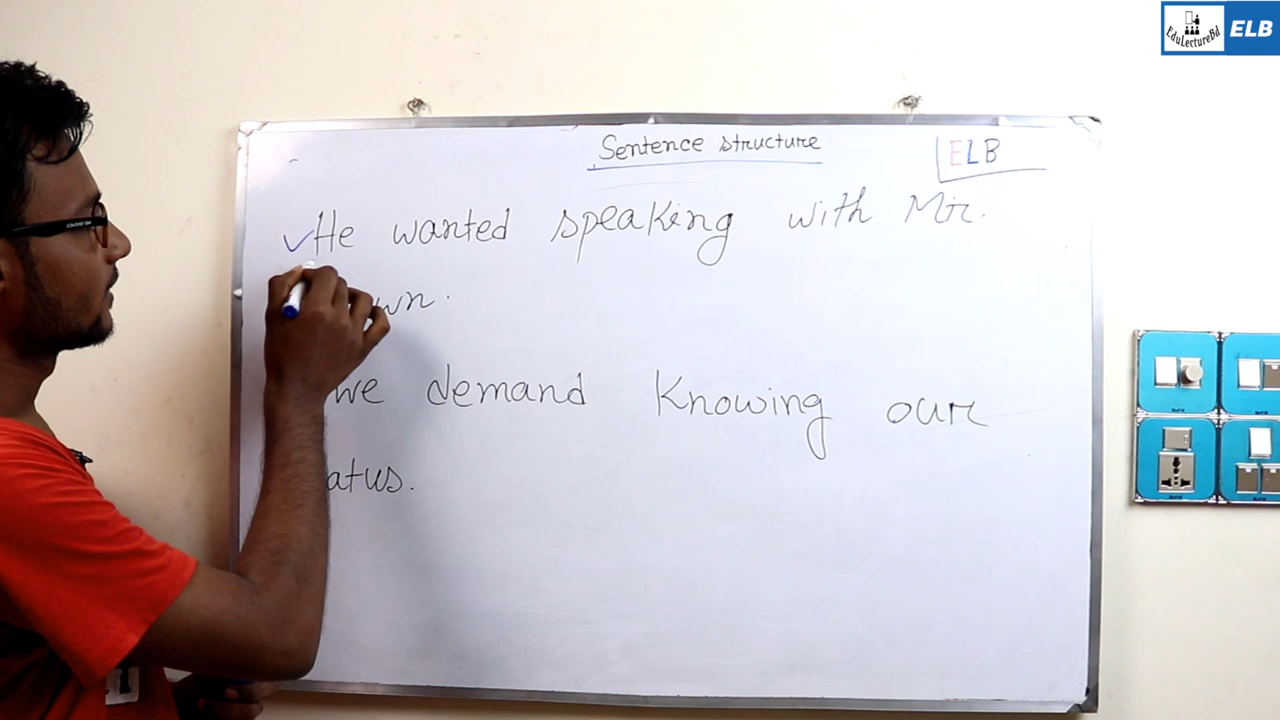 EduLectureBd ELB
Sentence structure
ELB
He wanted speaking with Mr.
wn.
we demand Knowing our
atus.